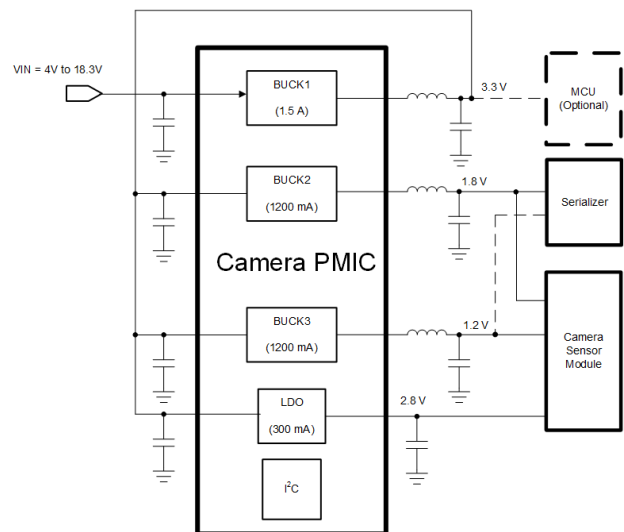 VIN = 4V to 18.3V
BUCK1
(1.5 A)
3.3 V
MCU
(Optional)
BUCK2
(1200 mA)
1.8 V
Serializer
Camera PMIC
BUCK3
(1200 mA)
1.2 V
Camera
Sensor
Module
LDO
(300 mA)
2.8 V
I²C